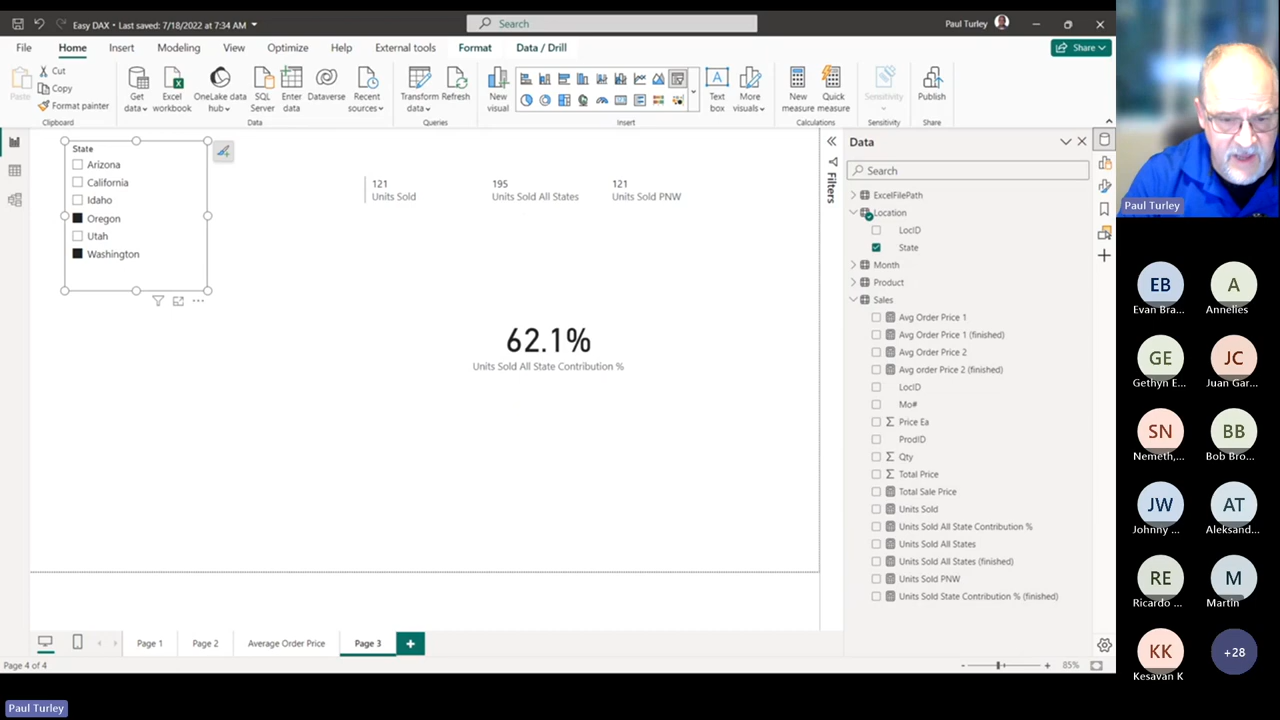 Easy DAX • Last saved: 7/18/2022 at 7:34 AM
Search
Paul Turley
File
Home
Insert
Modeling
View
Optimize
Help
External tools
Format
Data / Drill
Share
Paste
Cut
Copy
Format painter
Clipboard
Get data
Excel workbook
OneLake data hub
SQL Server
Enter data
Dataverse
Recent sources
Data
Transform data
Refresh
Queries
New visual
Text box
More visuals
Insert
New measure
Quick measure
Calculations
Sensitivity
Sensitivity
Publish
Share
State
Arizona
California
Idaho
Oregon
Utah
Washington
121
Units Sold
195
Units Sold All States
121
Units Sold PNW
62.1%
Units Sold All State Contribution %
Filters
Data
Search
ExcelFilePath
Location
LocID
State
Month
Product
Sales
Avg Order Price 1
Avg Order Price 1 (finished)
Avg Order Price 2
Avg order Price 2 (finished)
LocID
Mo#
Price Ea
ProdID
Qty
Total Price
Total Sale Price
Units Sold
Units Sold All State Contribution %
Units Sold All States
Units Sold All States (finished)
Units Sold PNW
Units Sold State Contribution % (finished)
Page 1
Page 2
Average Order Price
Page 3
Page 4 of 4
85%
Paul Turley
Paul Turley
EB
Evan Bra...
A
Annelies
GE
Gethyn E...
JC
Juan Gar...
SN
Nemeth,...
BB
Bob Bro...
JW
Johnny ...
AT
Aleksand...
RE
Ricardo ...
M
Martin
KK
Kesavan K
+28